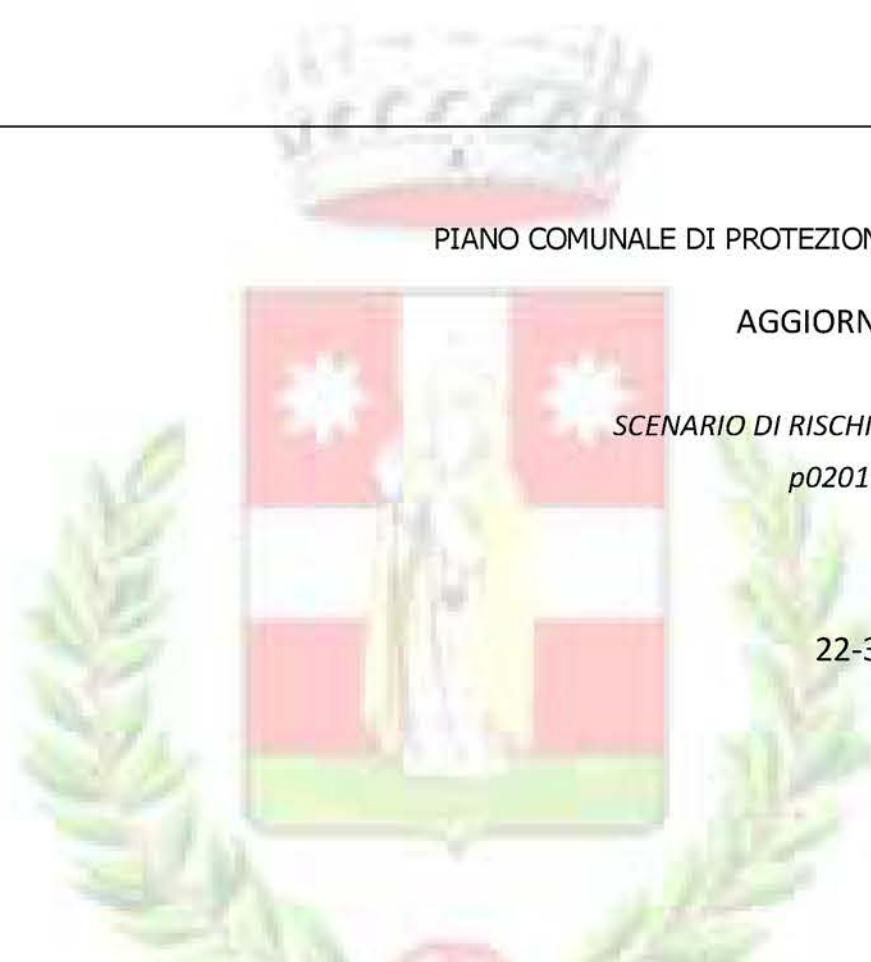 PIANO COMUNALE DI PROTEZION
AGGIORN
SCENARIO DI RISCHI
p0201
22-3